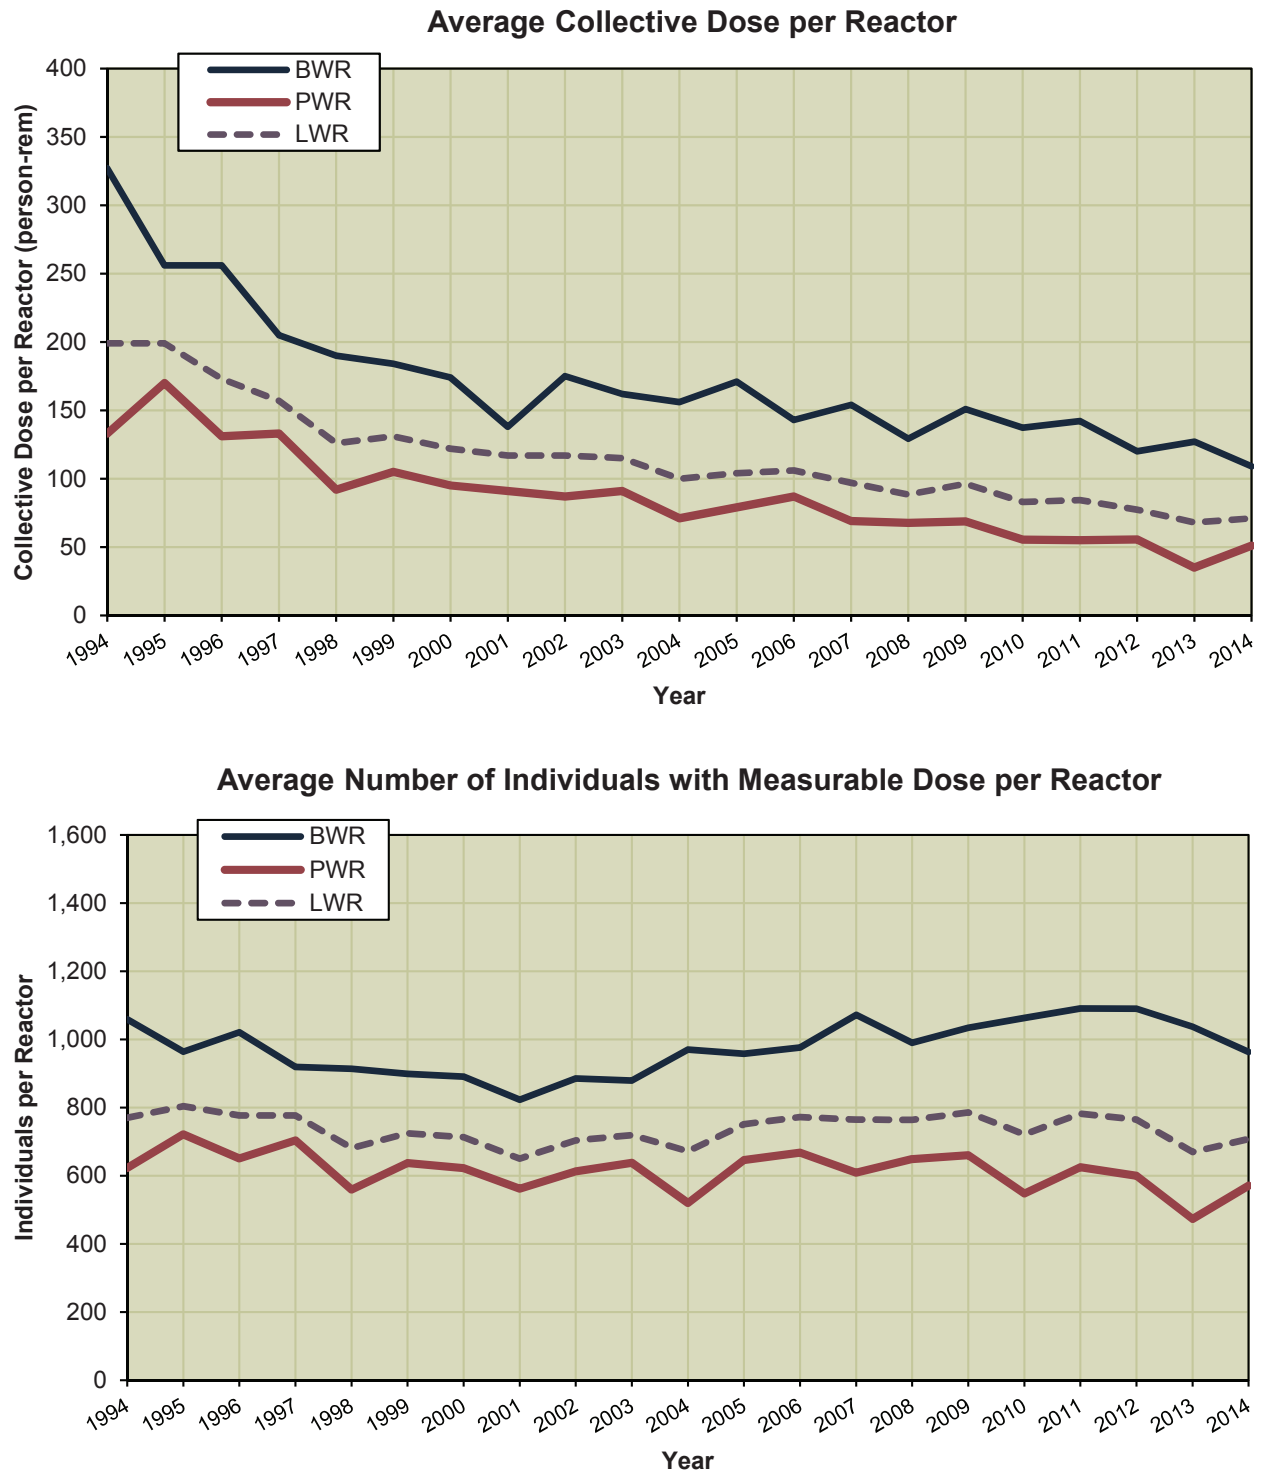 Average Collective Dose per Reactor
BWR
PWR
LWR
Collective Dose per Reactor (person-rem)
400
350
300
250
200
150
100
50
0
1994 1995 1996 1997 1998 1999 2000 2001 2002 2003 2004 2005 2006 2007 2008 2009 2010 2011 2012 2013 2014
Year
Average Number of Individuals with Measurable Dose per Reactor
BWR
PWR
LWR
Individuals per Reactor
1,600
1,400
1,200
1,000
800
600
400
200
0
1994 1995 1996 1997 1998 1999 2000 2001 2002 2003 2004 2005 2006 2007 2008 2009 2010 2011 2012 2013 2014
Year